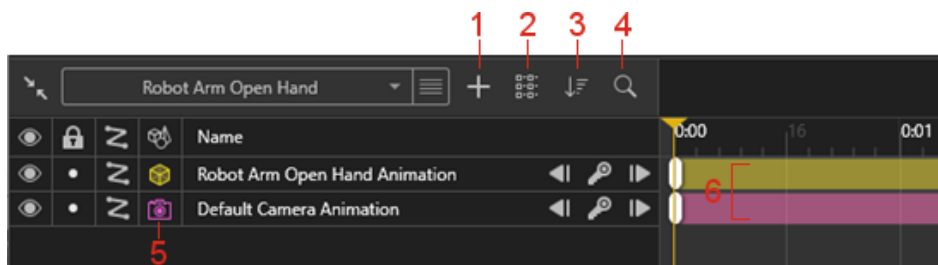 1 2 3 4
Robot Arm Open Hand
Name 0:00 16 0:01
Robot Arm Open Hand Animation
6
Default Camera Animation
5